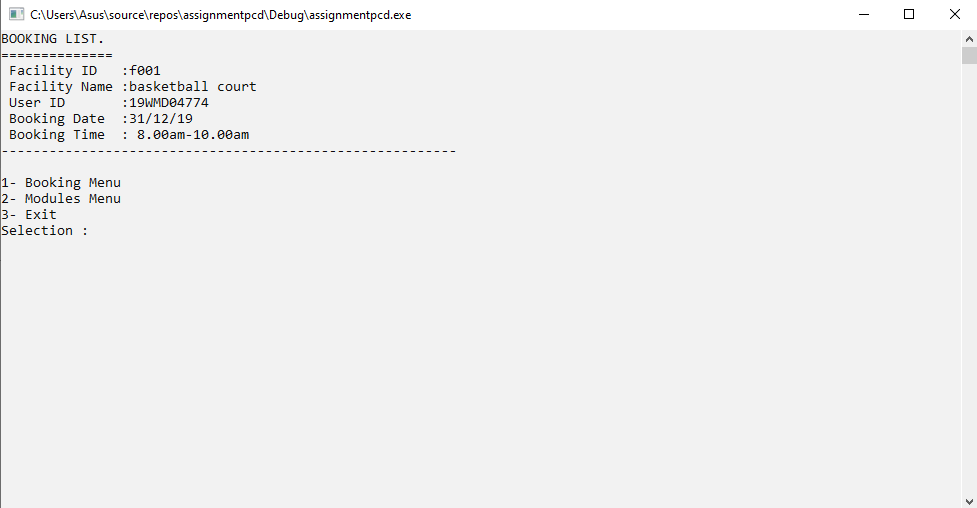 C:\Users\Asus\source\repos\assignmentpcd\Debug\assignmentpcd.exe
BOOKING LIST.
==============
 Facility ID   :f001
 Facility Name :basketball court
 User ID       :19WMD04774
 Booking Date  :31/12/19
 Booking Time  : 8.00am-10.00am
---------------------------------------------------------
1- Booking Menu
2- Modules Menu
3- Exit
Selection :